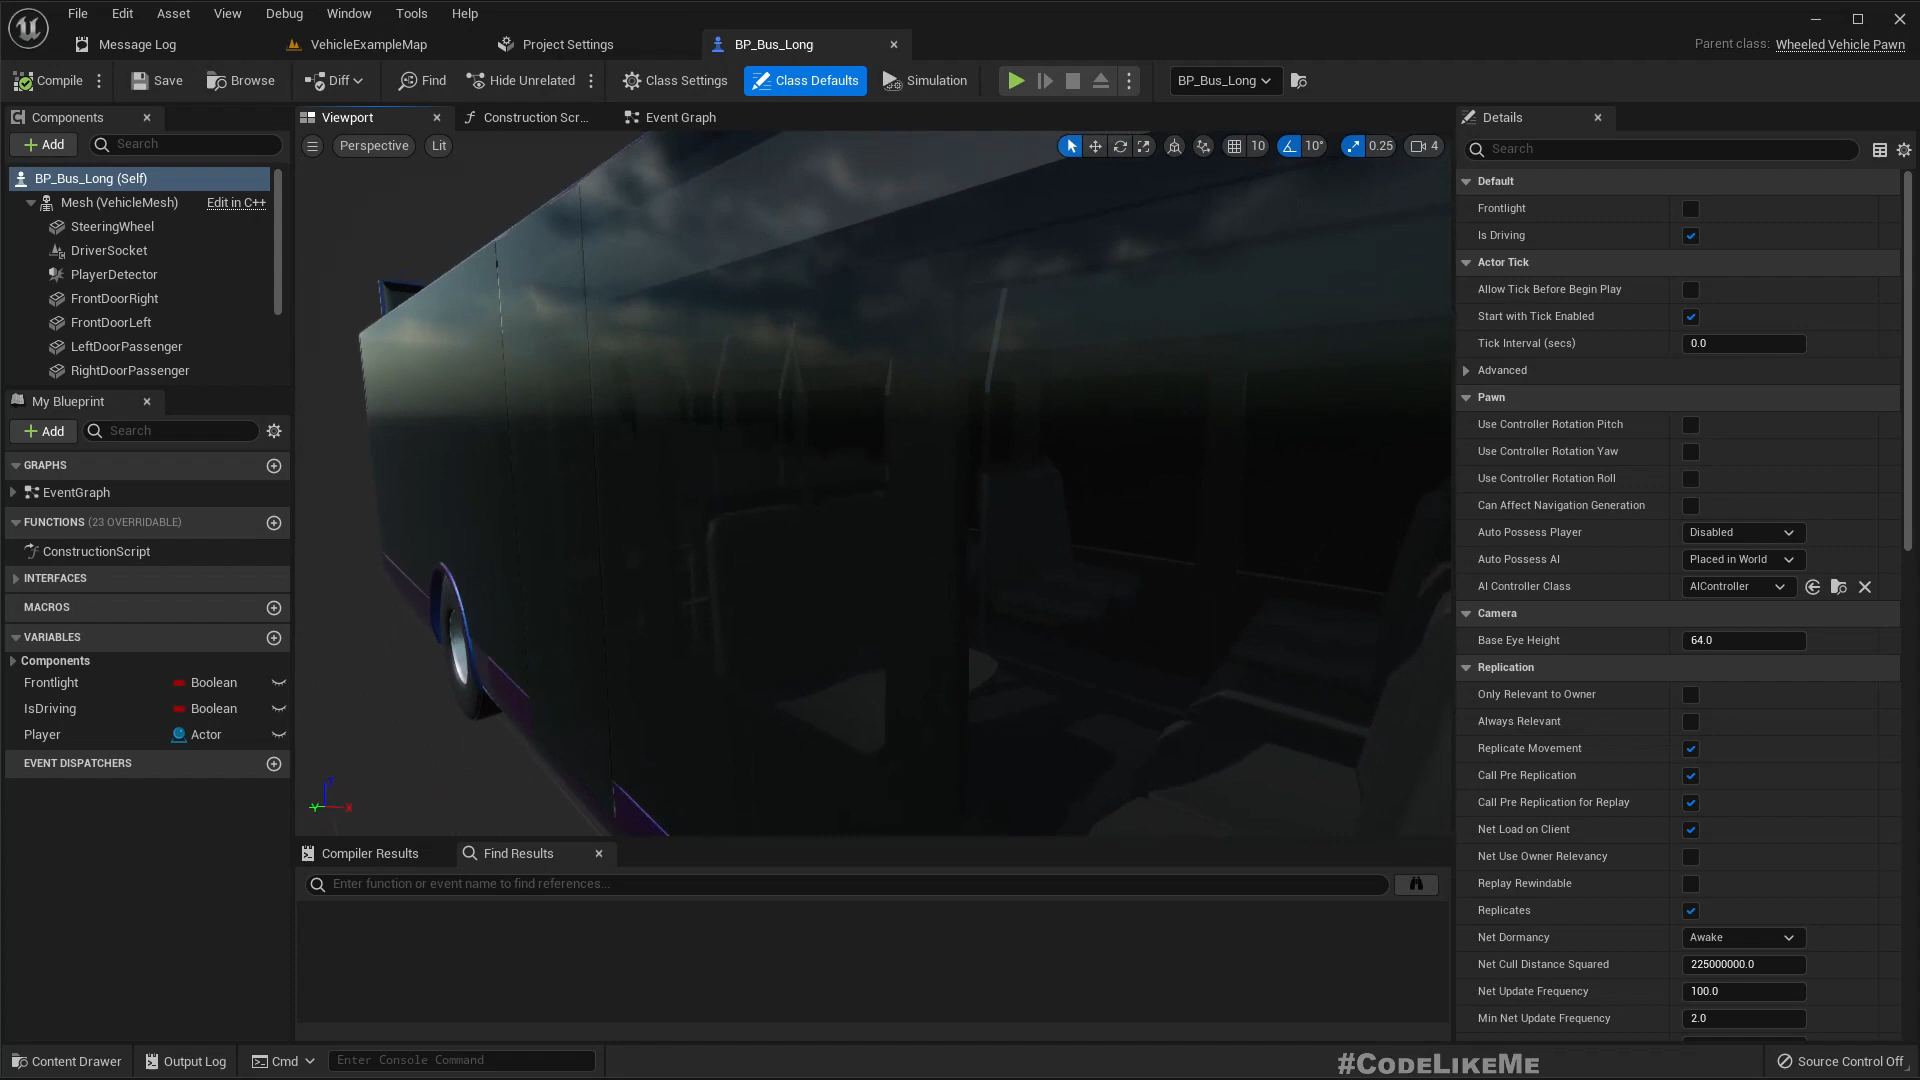 File Edit Asset View Debug Window Tools Help
Message Log
VehicleExampleMap
Project Settings
BP_Bus_Long
Parent class: Wheeled Vehicle Pawn
Compile
Save
Browse
Diff
Find
Hide Unrelated
Class Settings
Class Defaults
Simulation
BP_Bus_Long
Components
Add
Search
BP_Bus_Long (Self)
Mesh (VehicleMesh) Edit in C++
SteeringWheel
DriverSocket
PlayerDetector
FrontDoorRight
FrontDoorLeft
LeftDoorPassenger
RightDoorPassenger
My Blueprint
Add
Search
GRAPHS
EventGraph
FUNCTIONS (23 OVERRIDABLE)
ConstructionScript
INTERFACES
MACROS
VARIABLES
Components
Frontlight Boolean
IsDriving Boolean
Player Actor
EVENT DISPATCHERS
Viewport
Construction Scr...
Event Graph
Perspective
Lit
10
10°
0.25
4
Z
Y
X
Compiler Results
Find Results
Enter function or event name to find references...
Details
Search
Default
Frontlight
Is Driving
Actor Tick
Allow Tick Before Begin Play
Start with Tick Enabled
Tick Interval (secs) 0.0
Advanced
Pawn
Use Controller Rotation Pitch
Use Controller Rotation Yaw
Use Controller Rotation Roll
Can Affect Navigation Generation
Auto Possess Player Disabled
Auto Possess AI Placed in World
AI Controller Class AIController
Camera
Base Eye Height 64.0
Replication
Only Relevant to Owner
Always Relevant
Replicate Movement
Call Pre Replication
Call Pre Replication for Replay
Net Load on Client
Net Use Owner Relevancy
Replay Rewindable
Replicates
Net Dormancy Awake
Net Cull Distance Squared 225000000.0
Net Update Frequency 100.0
Min Net Update Frequency 2.0
Content Drawer
Output Log
Cmd
Enter Console Command
#CodeLikeMe
Source Control Off